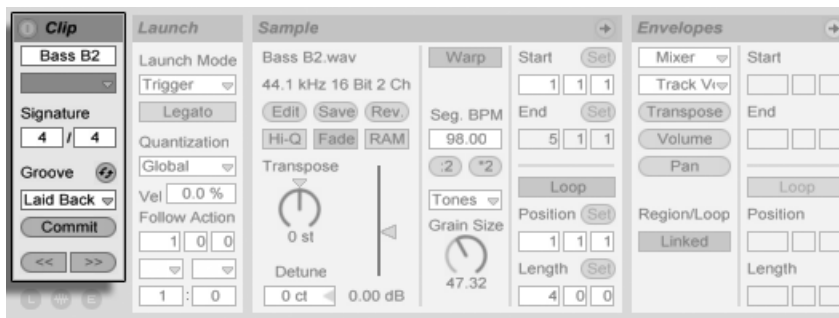 Clip
Bass B2
Signature
4 / 4
Groove
Laid Back
Commit
<< >>
L E
Launch
Launch Mode
Trigger
Legato
Quantization
Global
Vel 0.0 %
Follow Action
1 0 0
1 : 0
Sample
Bass B2.wav
44.1 kHz 16 Bit 2 Ch
Edit Save Rev.
Hi-Q Fade RAM
Transpose
0 st
Detune
0 ct 0.00 dB
Warp
Seg. BPM
98.00
:2 *2
Tones
Grain Size
47.32
Start Set
1 1 1
End Set
5 1 1
Loop
Position Set
1 1 1
Length Set
4 0 0
Envelopes
Mixer
Track V
Transpose
Volume
Pan
Region/Loop
Linked
Start
End
Loop
Position
Length